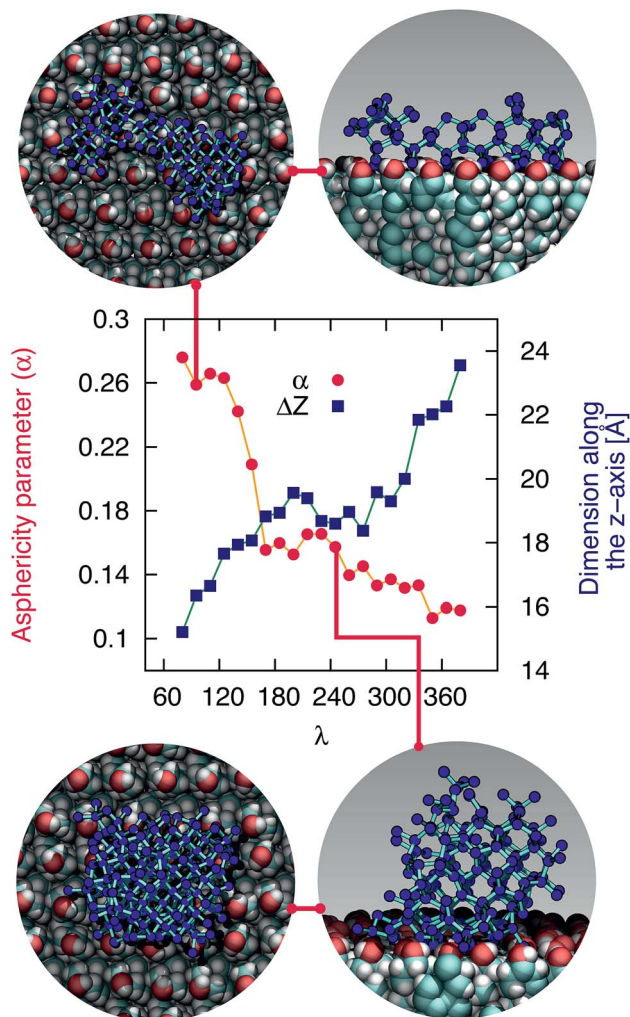 Asphericity parameter (α)
0.3
0.26
0.22
0.18
0.14
0.1
α
ΔZ
24
22
20
18
16
14
Dimension along
the z-axis [Å]
60 120 180 240 300 360
λ